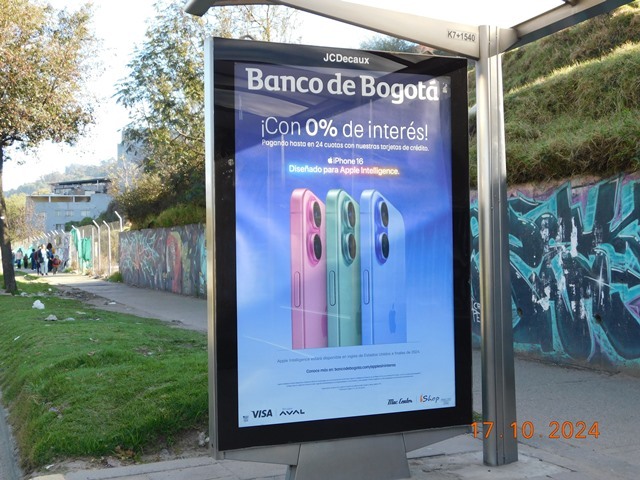 K7+1540
JCDecaux
Banco de Bogotá
¡Con 0% de interés!
Pagando hasta en 24 cuotas con nuestras tarjetas de crédito.
iPhone 16
Diseñado para Apple Intelligence.
VISA
AVAL
Mac Center
iShop
17.10.2024